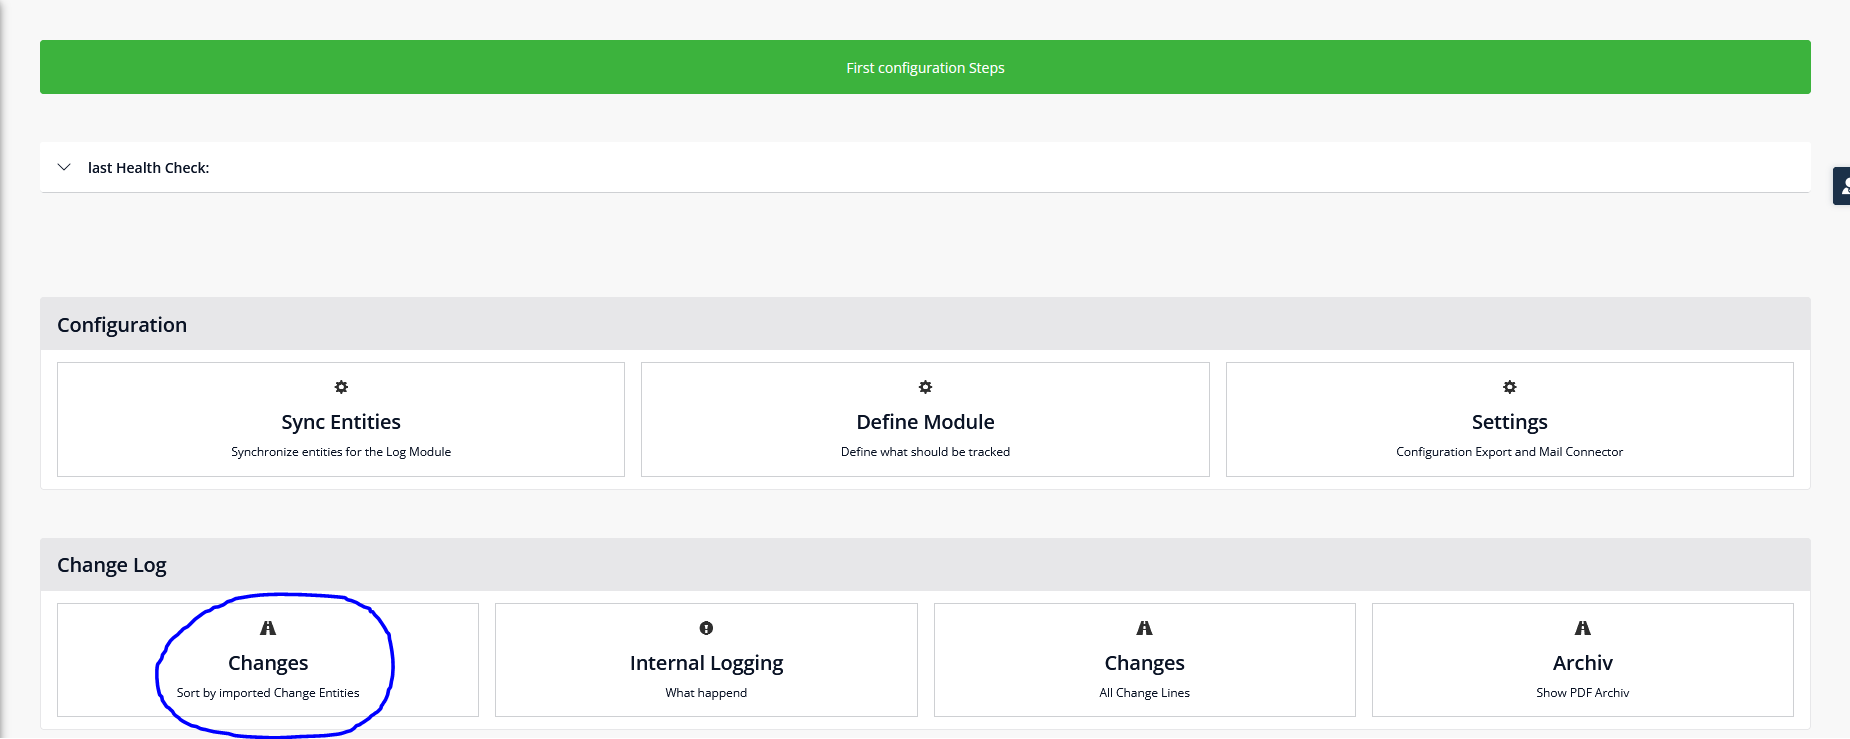 First configuration Steps
last Health Check:
Configuration
Sync Entities
Synchronize entities for the Log Module
Define Module
Define what should be tracked
Settings
Configuration Export and Mail Connector
Change Log
Changes
Sort by imported Change Entities
Internal Logging
What happend
Changes
All Change Lines
Archiv
Show PDF Archiv